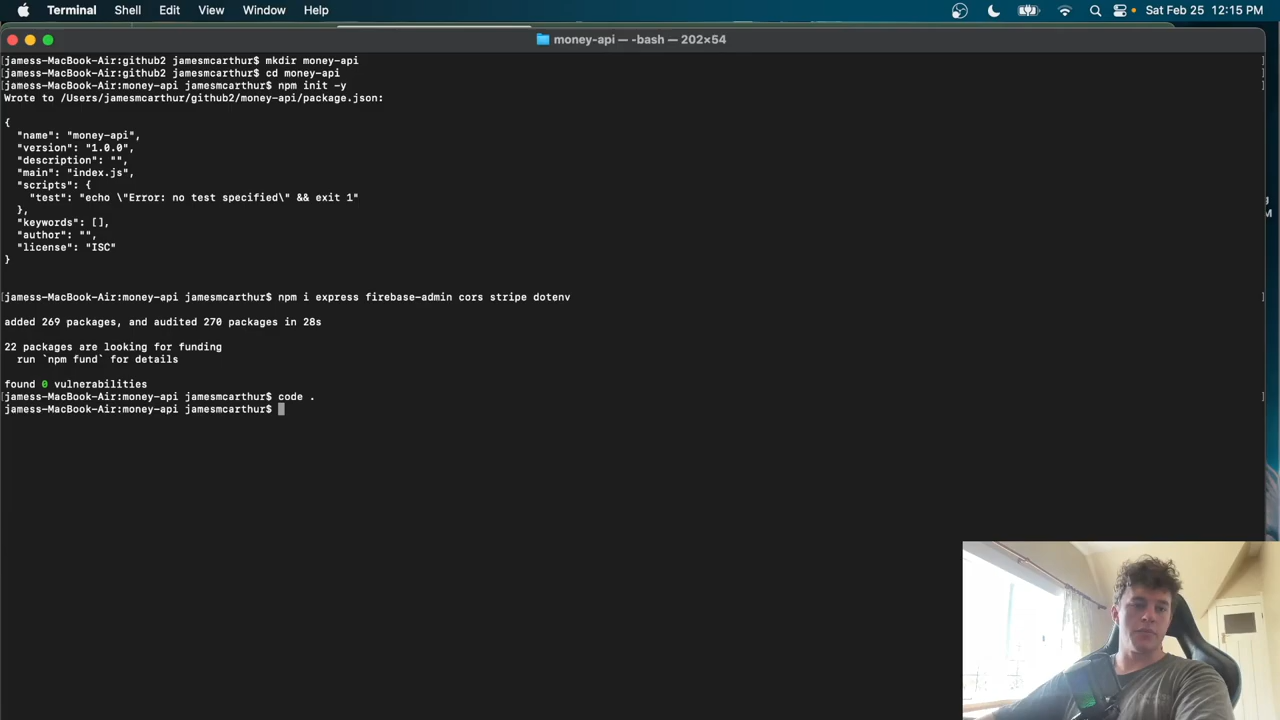 Terminal Shell Edit View Window Help Sat Feb 25 12:15 PM
money-api — -bash — 202×54
[jamess-MacBook-Air:github2 jamesmcarthur$ mkdir money-api ]
[jamess-MacBook-Air:github2 jamesmcarthur$ cd money-api ]
[jamess-MacBook-Air:money-api jamesmcarthur$ npm init -y ]
Wrote to /Users/jamesmcarthur/github2/money-api/package.json:
{
"name": "money-api",
"version": "1.0.0",
"description": "",
"main": "index.js",
"scripts": {
"test": "echo \"Error: no test specified\" && exit 1"
},
"keywords": [],
"author": "",
"license": "ISC"
}
[jamess-MacBook-Air:money-api jamesmcarthur$ npm i express firebase-admin cors stripe dotenv ]
added 269 packages, and audited 270 packages in 28s
22 packages are looking for funding
run `npm fund` for details
found 0 vulnerabilities
[jamess-MacBook-Air:money-api jamesmcarthur$ code . ]
jamess-MacBook-Air:money-api jamesmcarthur$